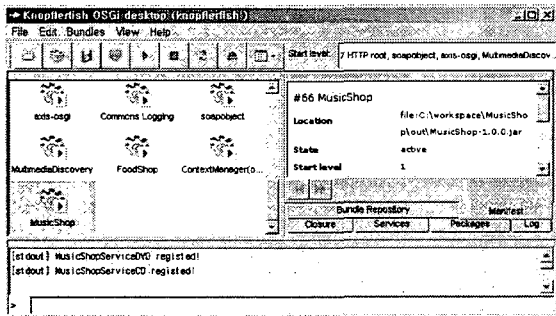 Knopflerfish OSGi desktop (knopflerfish!)
File Edit Bundles View Help
Start level: 7 HTTP root, soapobject, axis-osgi, MutimediaDiscov...
axis-osgi Commons Logging soapobject
MutimediaDiscovery FoodShop ContextManager(o...
MusicShop
#66 MusicShop
Location file:C:\workspace\MusicSho
p\out\MusicShop-1.0.0.jar
State active
Start level 1
Bundle Repository Manifest
Closure Services Packages Log
[stdout] MusicShopServiceDVD registed!
[stdout] MusicShopServiceCD registed!
>